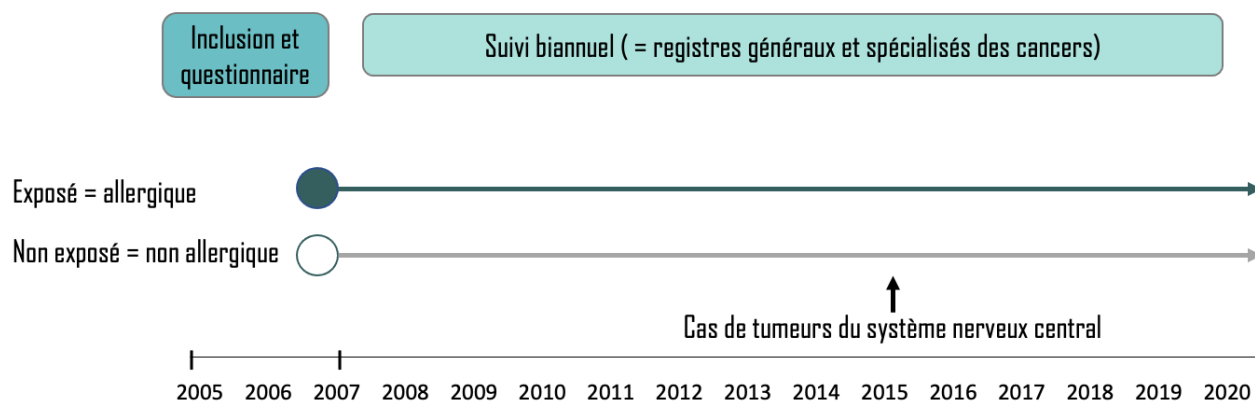 Inclusion et
questionnaire
Suivi biannuel ( = registres généraux et spécialisés des cancers)
Exposé = allergique
Non exposé = non allergique
Cas de tumeurs du système nerveux central
2005 2006 2007 2008 2009 2010 2011 2012 2013 2014 2015 2016 2017 2018 2019 2020